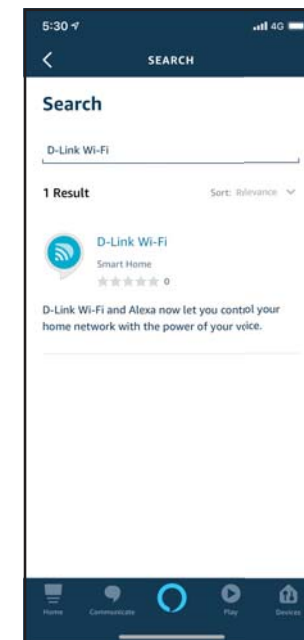 5:30
4G
SEARCH
Search
D-Link Wi-Fi
1 Result
Sort: Relevance
D-Link Wi-Fi
Smart Home
0
D-Link Wi-Fi and Alexa now let you control your
home network with the power of your voice.
Home
Communicate
Play
Devices